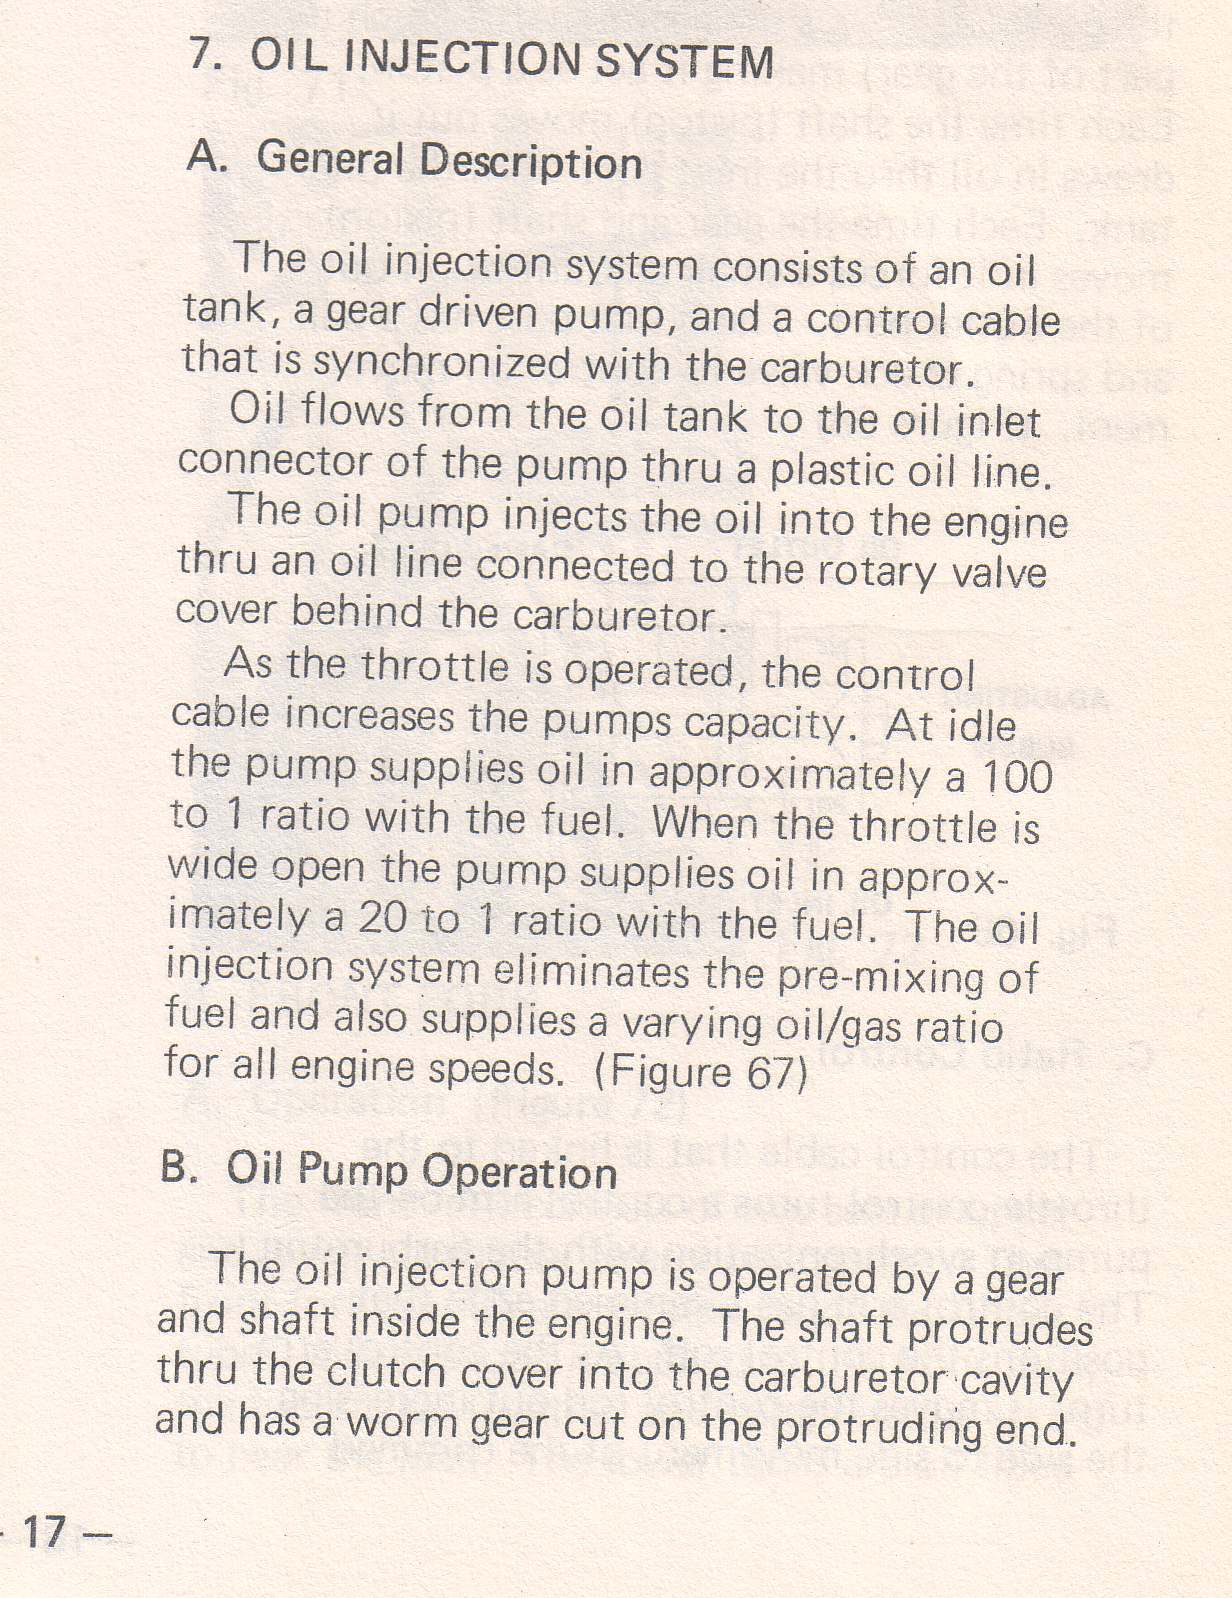 7. OIL INJECTION SYSTEM
A. General Description
The oil injection system consists of an oil
tank, a gear driven pump, and a control cable
that is synchronized with the carburetor.
Oil flows from the oil tank to the oil inlet
connector of the pump thru a plastic oil line.
The oil pump injects the oil into the engine
thru an oil line connected to the rotary valve
cover behind the carburetor.
As the throttle is operated, the control
cable increases the pumps capacity. At idle
the pump supplies oil in approximately a 100
to 1 ratio with the fuel. When the throttle is
wide open the pump supplies oil in approx-
imately a 20 to 1 ratio with the fuel. The oil
injection system eliminates the pre-mixing of
fuel and also supplies a varying oil/gas ratio
for all engine speeds. (Figure 67)
B. Oil Pump Operation
The oil injection pump is operated by a gear
and shaft inside the engine. The shaft protrudes
thru the clutch cover into the carburetor cavity
and has a worm gear cut on the protruding end.
- 17 —